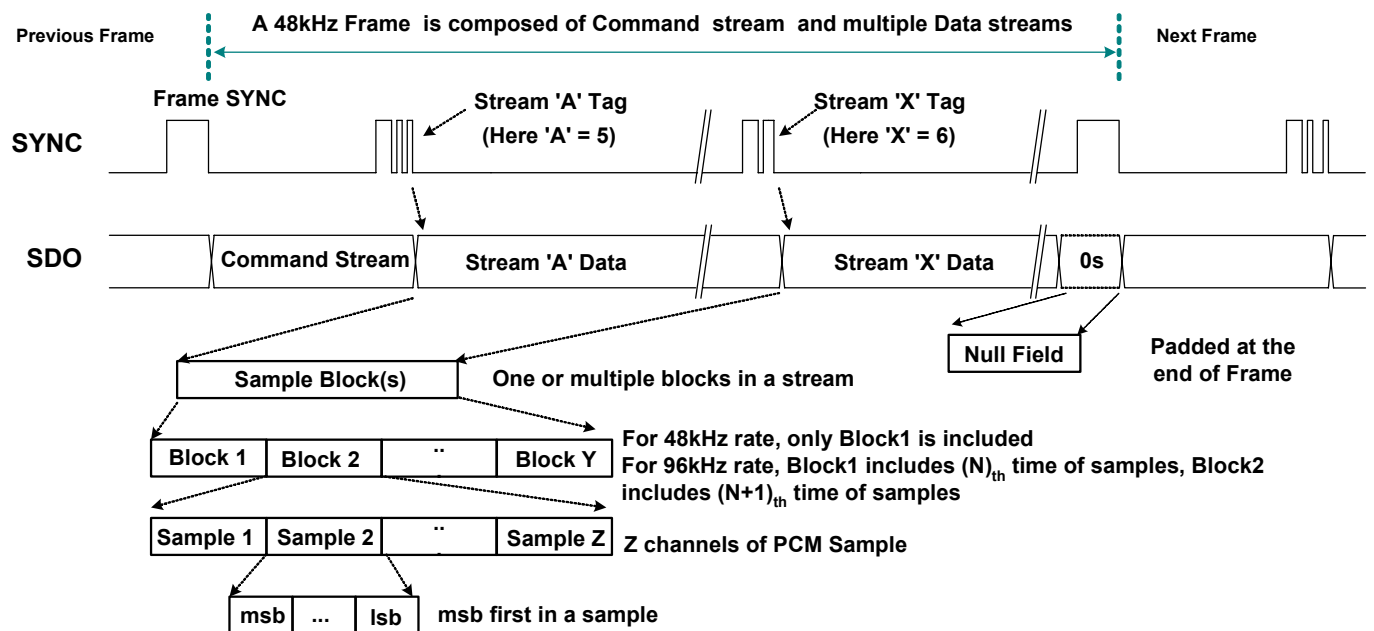 A 48kHz Frame is composed of Command stream and multiple Data streams
Previous Frame
Next Frame
Frame SYNC
Stream 'A' Tag
(Here 'A' = 5)
Stream 'X' Tag
(Here 'X' = 6)
SYNC
SDO
Command Stream
Stream 'A' Data
Stream 'X' Data
0s
Null Field
Padded at the
end of Frame
Sample Block(s)
One or multiple blocks in a stream
Block 1
Block 2
..
.
Block Y
For 48kHz rate, only Block1 is included
For 96kHz rate, Block1 includes (N)th time of samples, Block2
includes (N+1)th time of samples
Sample 1
Sample 2
..
.
Sample Z
Z channels of PCM Sample
msb
...
lsb
msb first in a sample